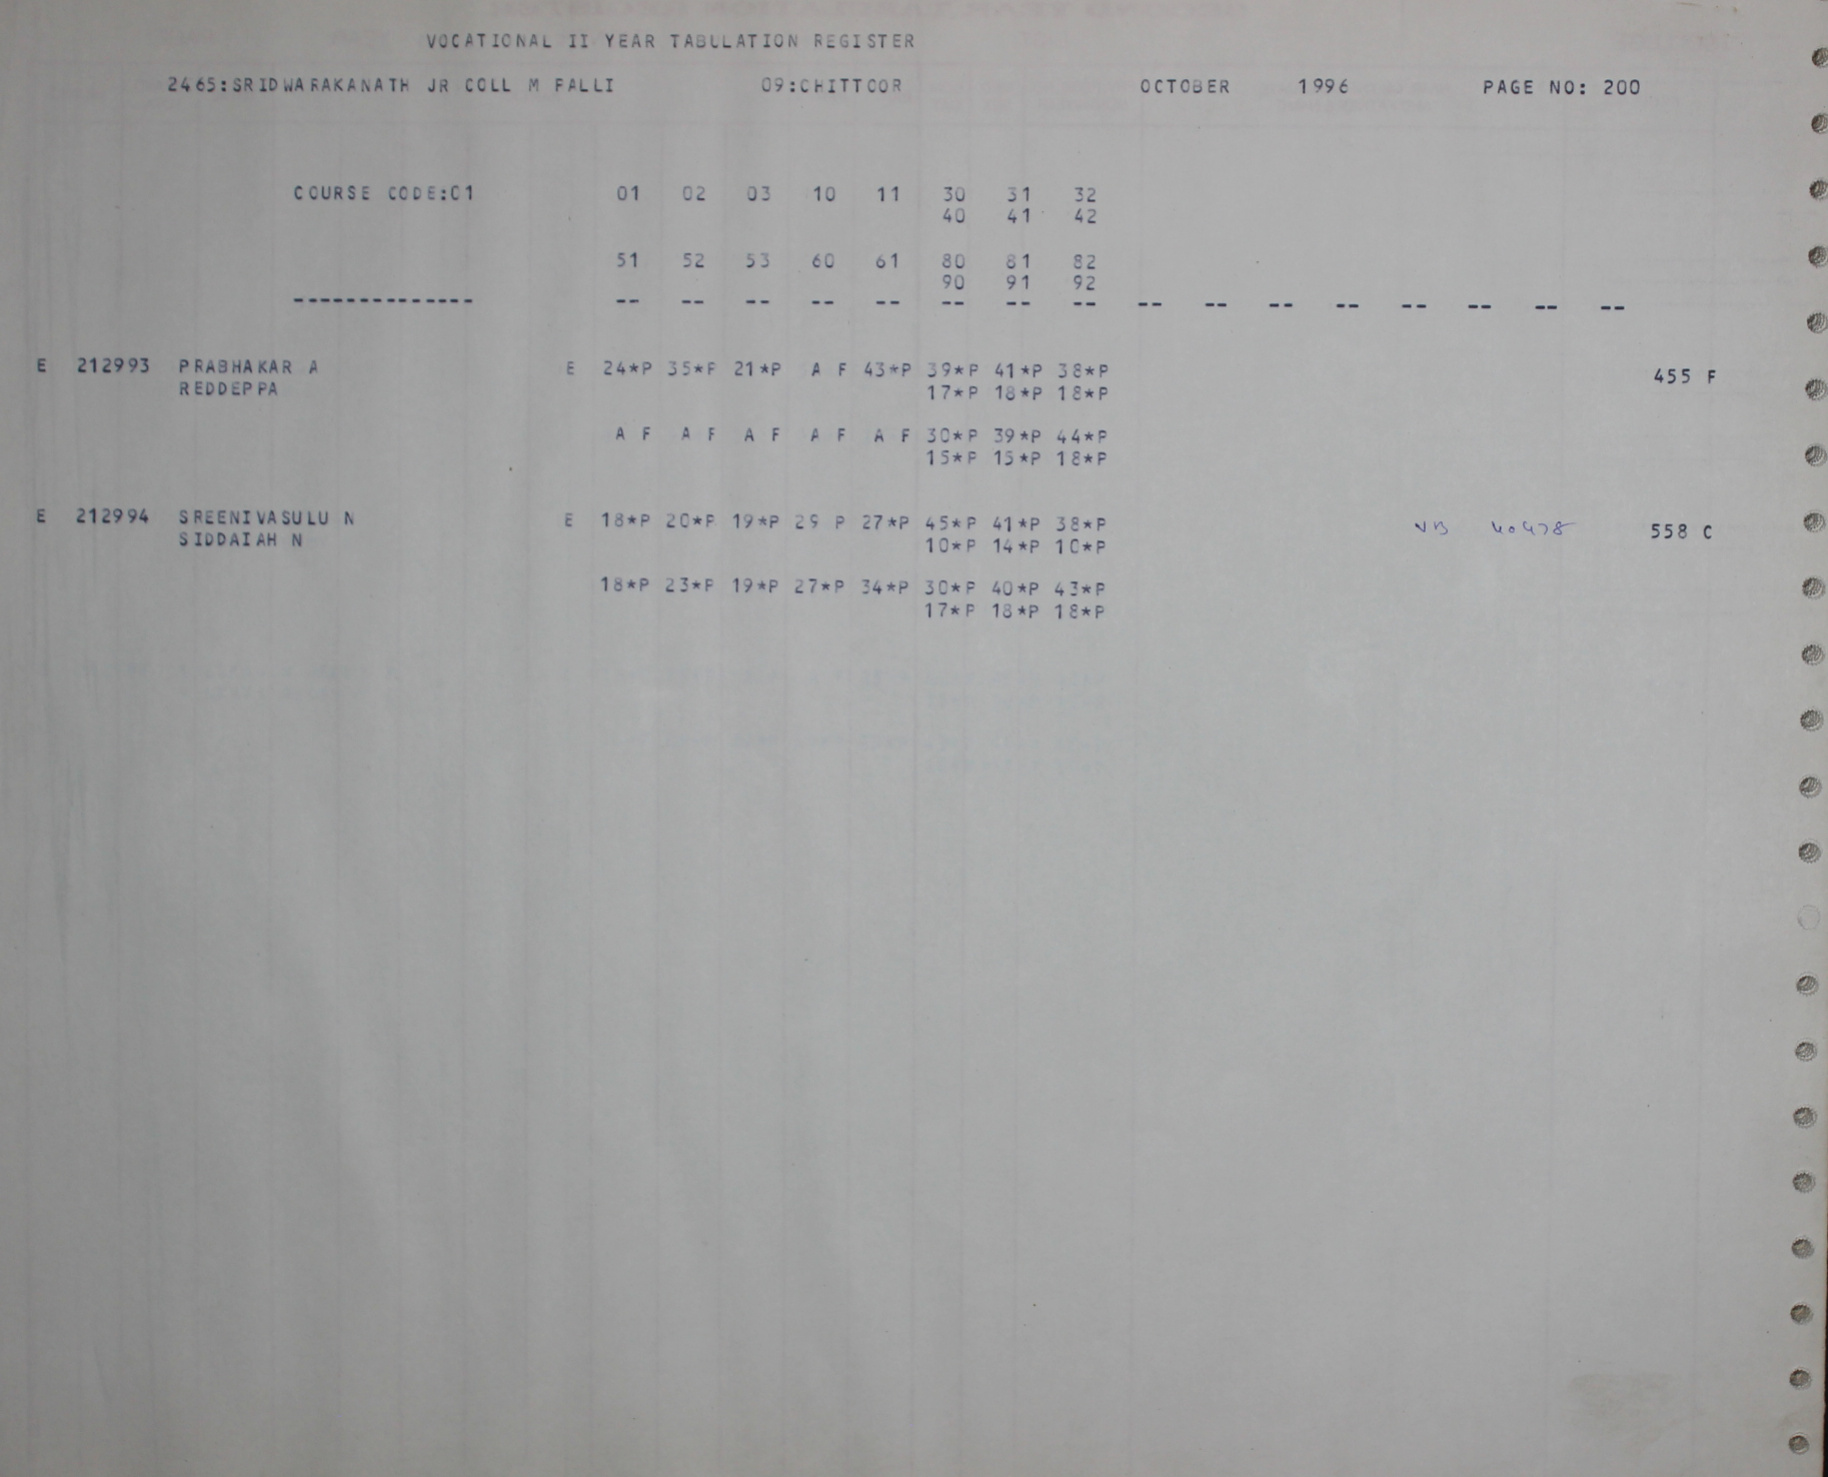 VOCATIONAL II YEAR TABULATION REGISTER
2465:SRIDWARAKANATH JR COLL M PALLI 09:CHITTOOR OCTOBER 1996 PAGE NO: 200
COURSE CODE:01 01 02 03 10 11 30 31 32
40 41 42
51 52 53 60 61 80 81 82
90 91 92
-------------- -- -- -- -- -- -- -- -- -- -- -- -- -- -- -- --
E 212993 PRABHAKAR A E 24*P 35*P 21*P A F 43*P 39*P 41*P 38*P 455 F
REDDEPPA 17*P 18*P 18*P
A F A F A F A F A F 30*P 39*P 44*P
15*P 15*P 18*P
E 212994 SREENIVASULU N E 18*P 20*P 19*P 29 P 27*P 45*P 41*P 38*P VB 40478 558 C
SIDDAIAH N 10*P 14*P 10*P
18*P 23*P 19*P 27*P 34*P 30*P 40*P 43*P
17*P 18*P 18*P